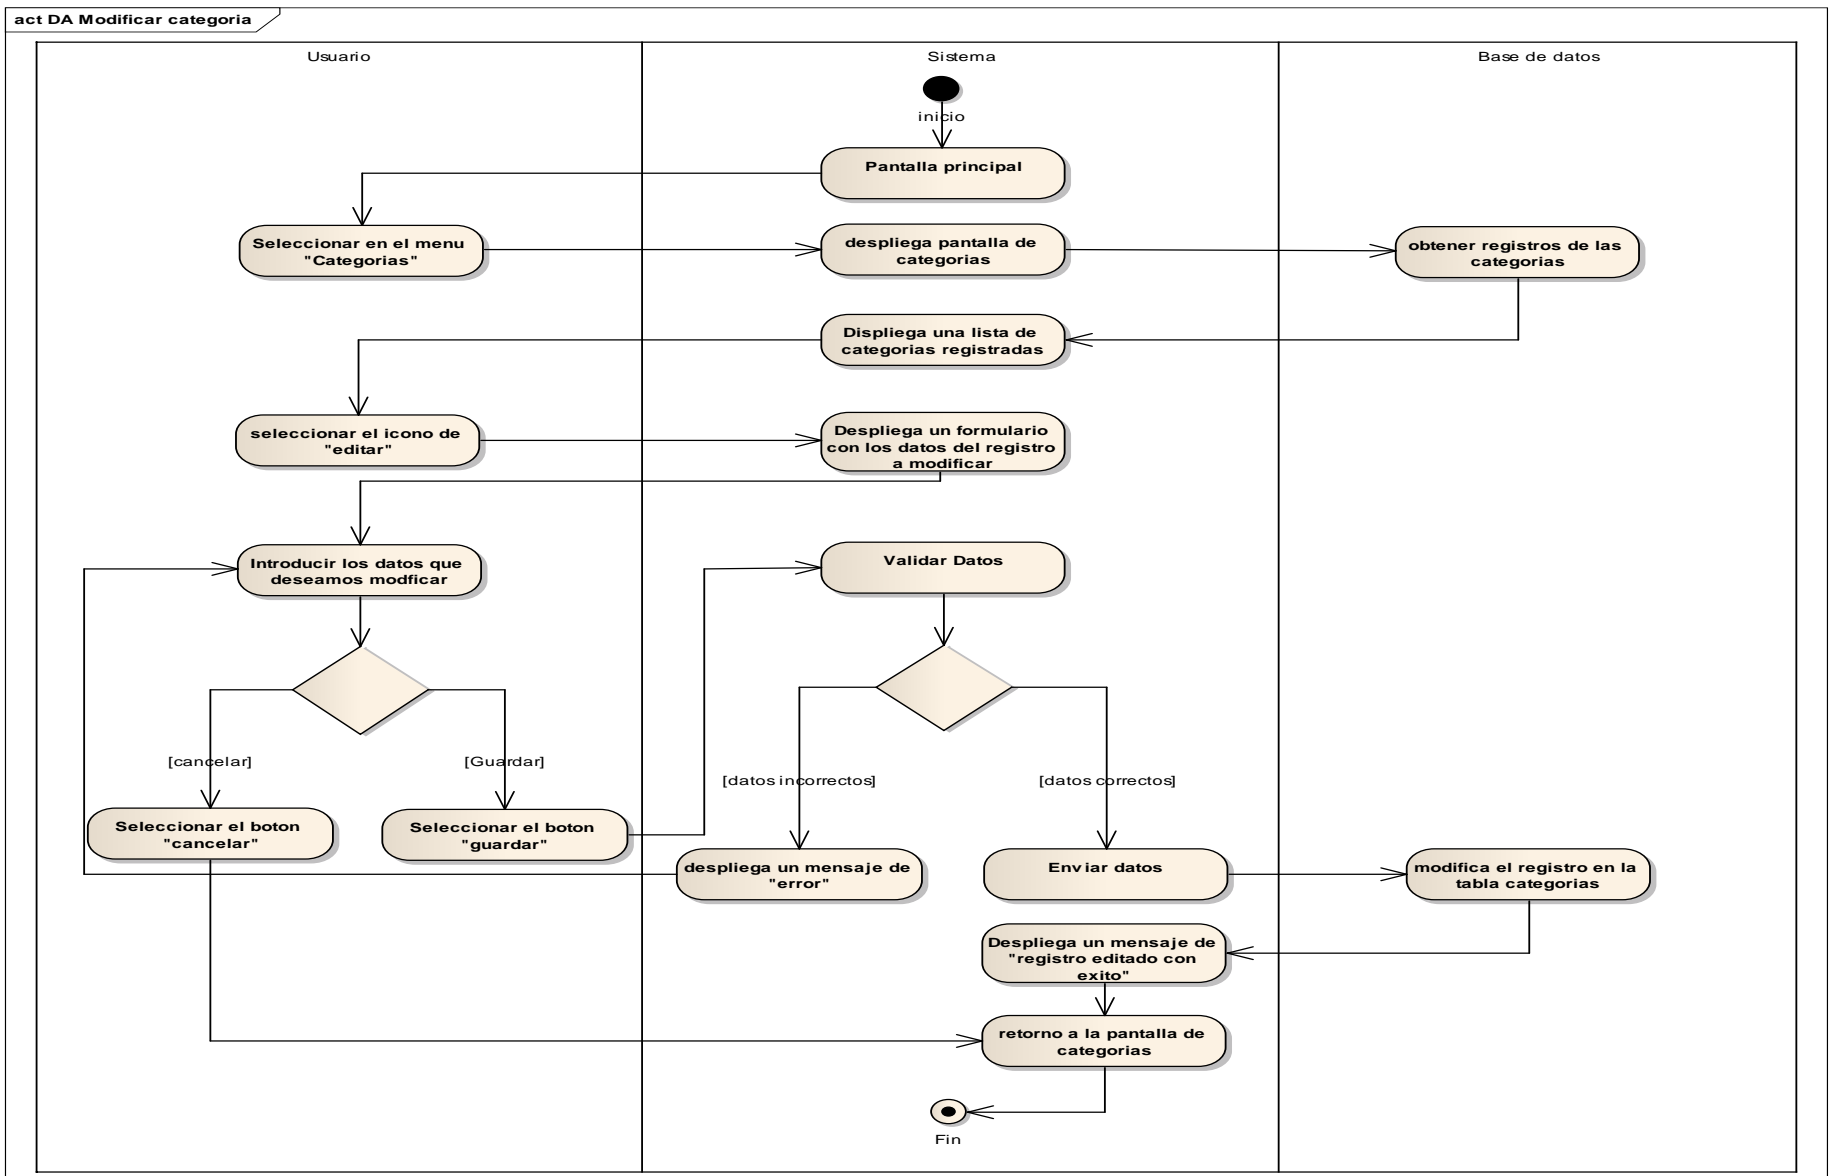 act DA Modificar categoria
Usuario
Sistema
Base de datos
inicio
Pantalla principal
Seleccionar en el menu
"Categorias"
despliega pantalla de
categorias
obtener registros de las
categorias
Displiega una lista de
categorias registradas
seleccionar el icono de
"editar"
Despliega un formulario
con los datos del registro
a modificar
Introducir los datos que
deseamos modficar
Validar Datos
[cancelar]
[Guardar]
[datos incorrectos]
[datos correctos]
Seleccionar el boton
"cancelar"
Seleccionar el boton
"guardar"
despliega un mensaje de
"error"
Enviar datos
modifica el registro en la
tabla categorias
Despliega un mensaje de
"registro editado con
exito"
retorno a la pantalla de
categorias
Fin